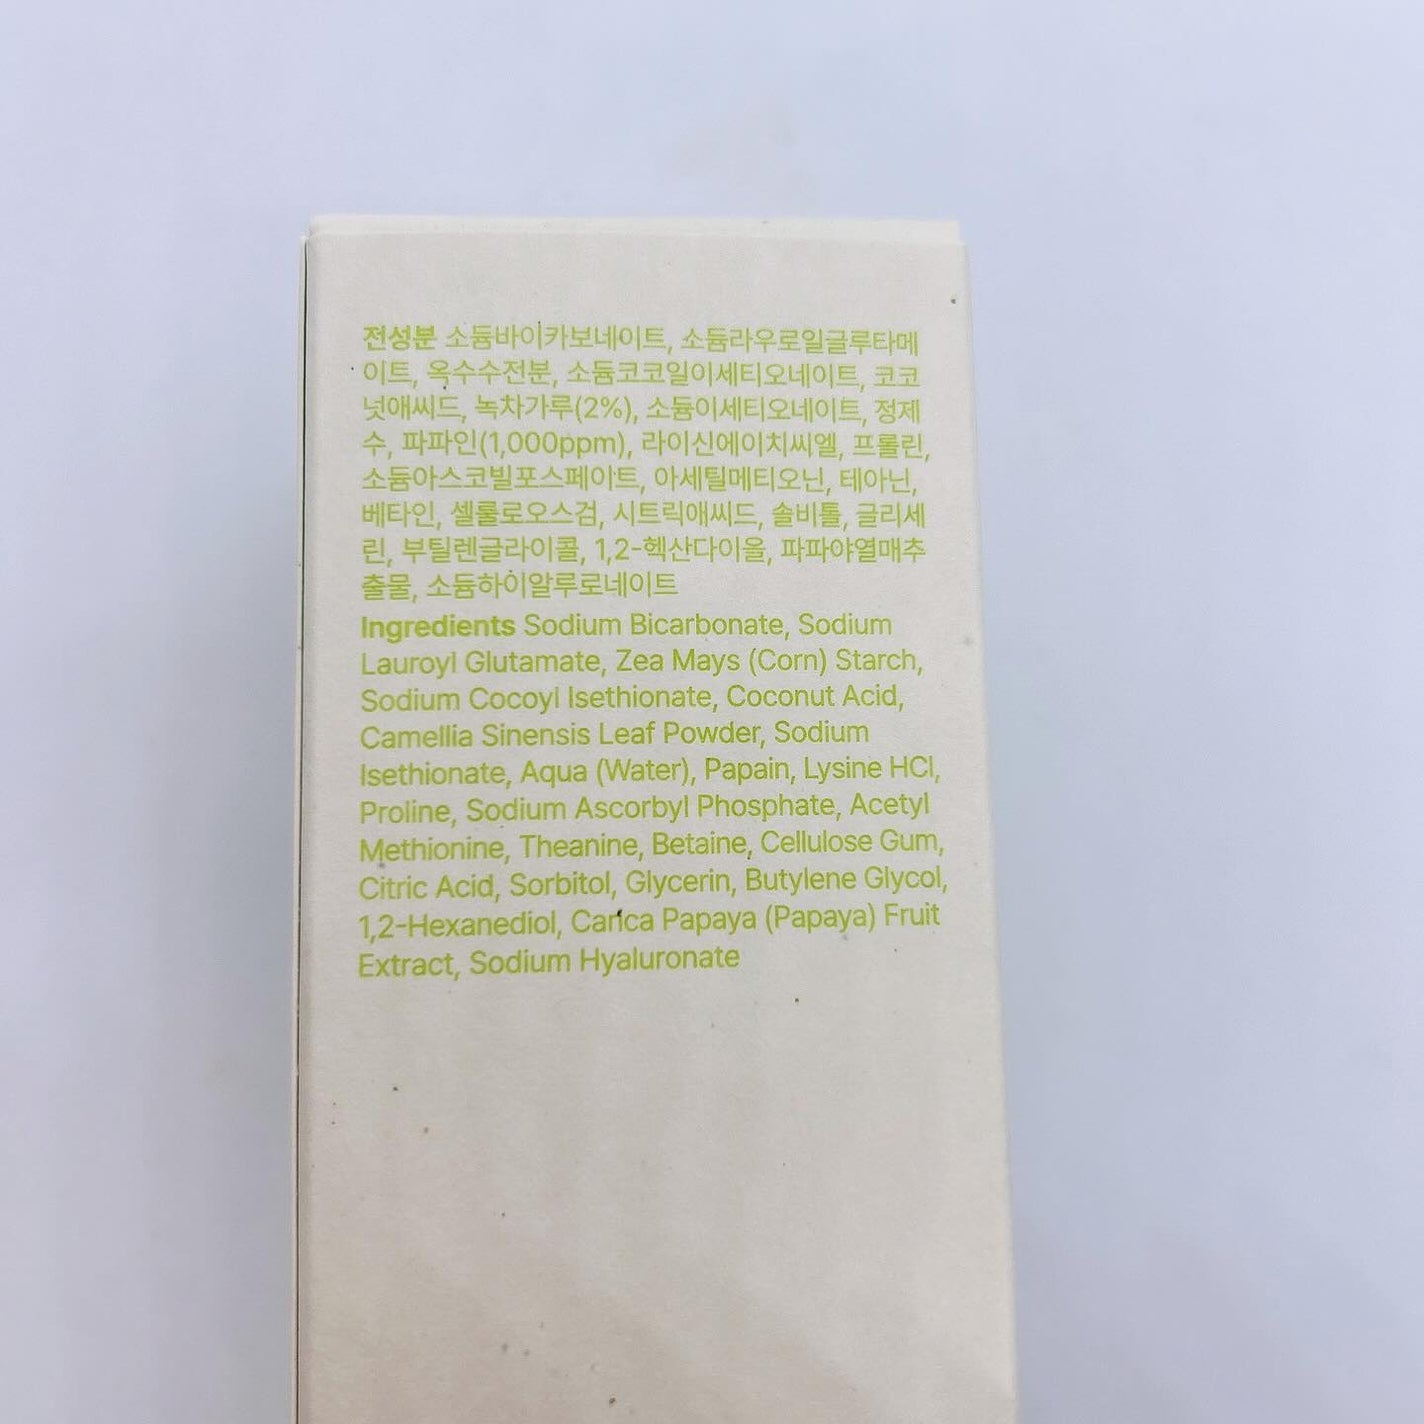 전성분 소듐바이카보네이트, 소듐라우로일글루타메
이트, 옥수수전분, 소듐코코일이세티오네이트, 코코
넛애씨드, 녹차가루(2%), 소듐이세티오네이트, 정제
수, 파파인(1,000ppm), 라이신에이치씨엘, 프롤린,
소듐아스코빌포스페이트, 아세틸메티오닌, 테아닌,
베타인, 셀룰로오스검, 시트릭애씨드, 솔비톨, 글리세
린, 부틸렌글라이콜, 1,2-헥산다이올, 파파야열매추
출물, 소듐하이알루로네이트
Ingredients Sodium Bicarbonate, Sodium
Lauroyl Glutamate, Zea Mays (Corn) Starch,
Sodium Cocoyl Isethionate, Coconut Acid,
Camellia Sinensis Leaf Powder, Sodium
Isethionate, Aqua (Water), Papain, Lysine HCl,
Proline, Sodium Ascorbyl Phosphate, Acetyl
Methionine, Theanine, Betaine, Cellulose Gum,
Citric Acid, Sorbitol, Glycerin, Butylene Glycol,
1,2-Hexanediol, Carica Papaya (Papaya) Fruit
Extract, Sodium Hyaluronate